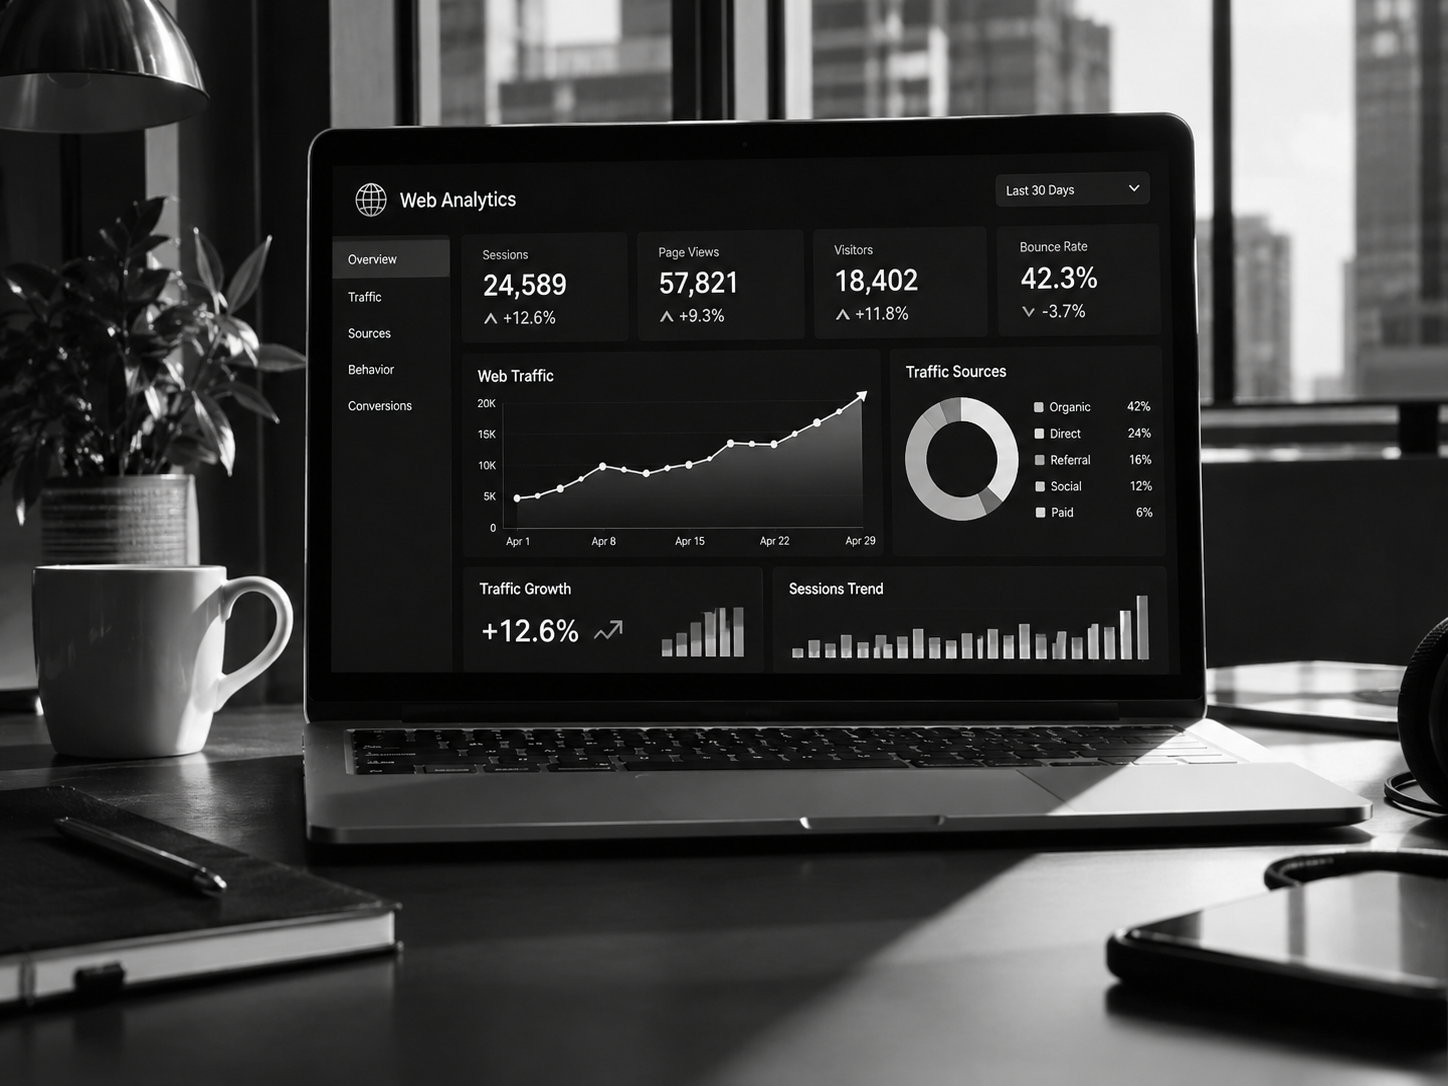 Web Analytics
Last 30 Days
Overview
Traffic
Sources
Behavior
Conversions
Sessions
24,589
+12.6%
Page Views
57,821
+9.3%
Visitors
18,402
+11.8%
Bounce Rate
42.3%
-3.7%
Web Traffic
20K
15K
10K
5K
0
Apr 1
Apr 8
Apr 15
Apr 22
Apr 29
Traffic Sources
Organic 42%
Direct 24%
Referral 16%
Social 12%
Paid 6%
Traffic Growth
+12.6%
Sessions Trend